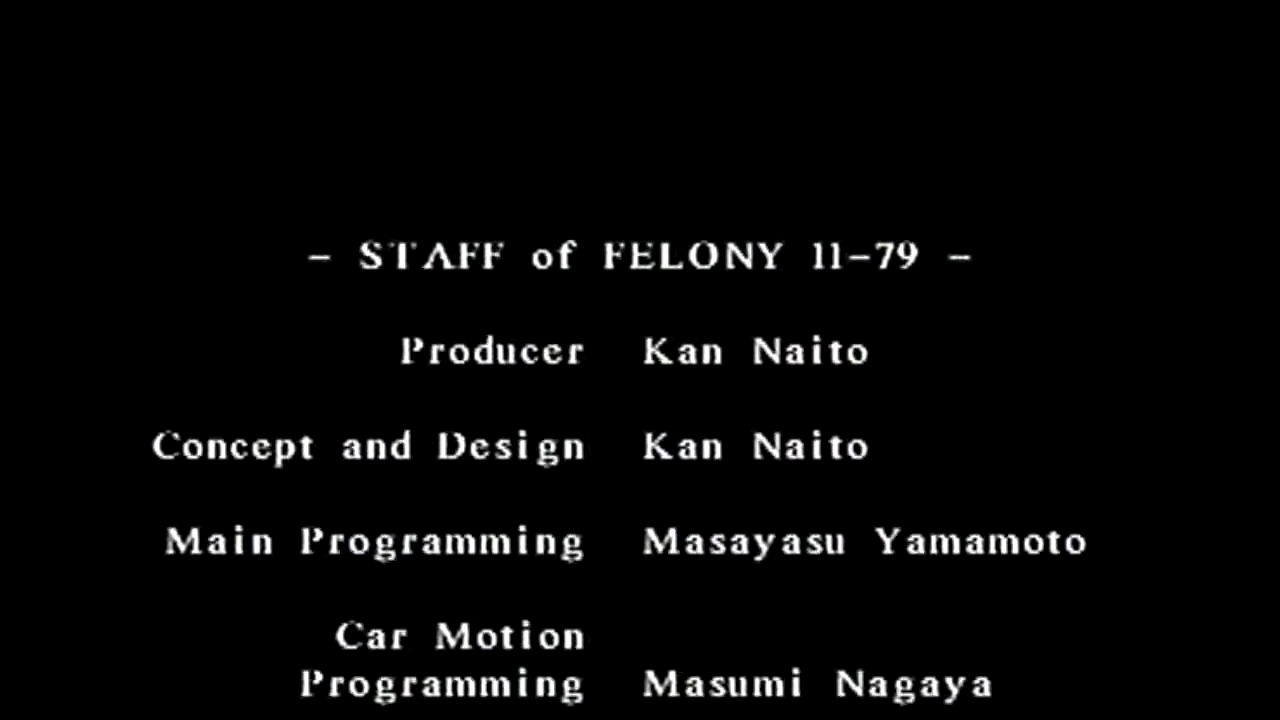 - STAFF of FELONY 11-79 -
Producer Kan Naito
Concept and Design Kan Naito
Main Programming Masayasu Yamamoto
Car Motion
Programming Masumi Nagaya